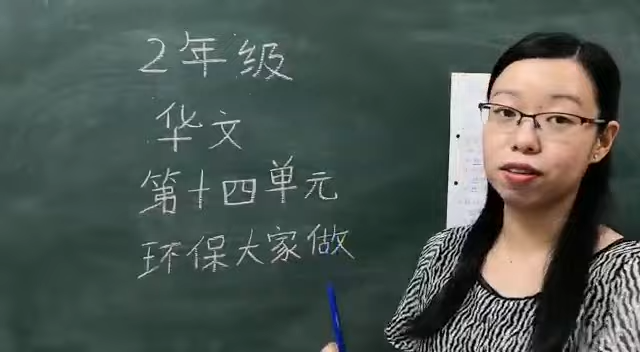 2年级
华文
第十四单元
环保大家做